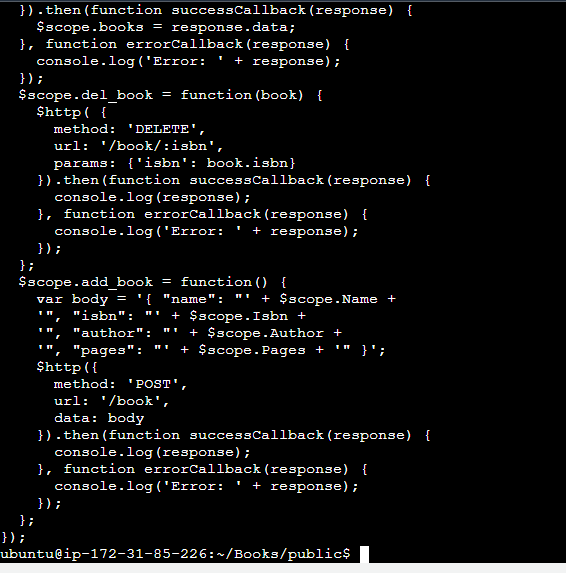 }).then(function successCallback(response) {
$scope.books = response.data;
}, function errorCallback(response) {
console.log('Error: ' + response);
});
$scope.del_book = function(book) {
$http( {
method: 'DELETE',
url: '/book/:isbn',
params: {'isbn': book.isbn}
}).then(function successCallback(response) {
console.log(response);
}, function errorCallback(response) {
console.log('Error: ' + response);
});
};
$scope.add_book = function() {
var body = '{ "name": "' + $scope.Name +
'", "isbn": "' + $scope.Isbn +
'", "author": "' + $scope.Author +
'", "pages": "' + $scope.Pages + '" }';
$http({
method: 'POST',
url: '/book',
data: body
}).then(function successCallback(response) {
console.log(response);
}, function errorCallback(response) {
console.log('Error: ' + response);
});
};
});
ubuntu@ip-172-31-85-226:~/Books/public$